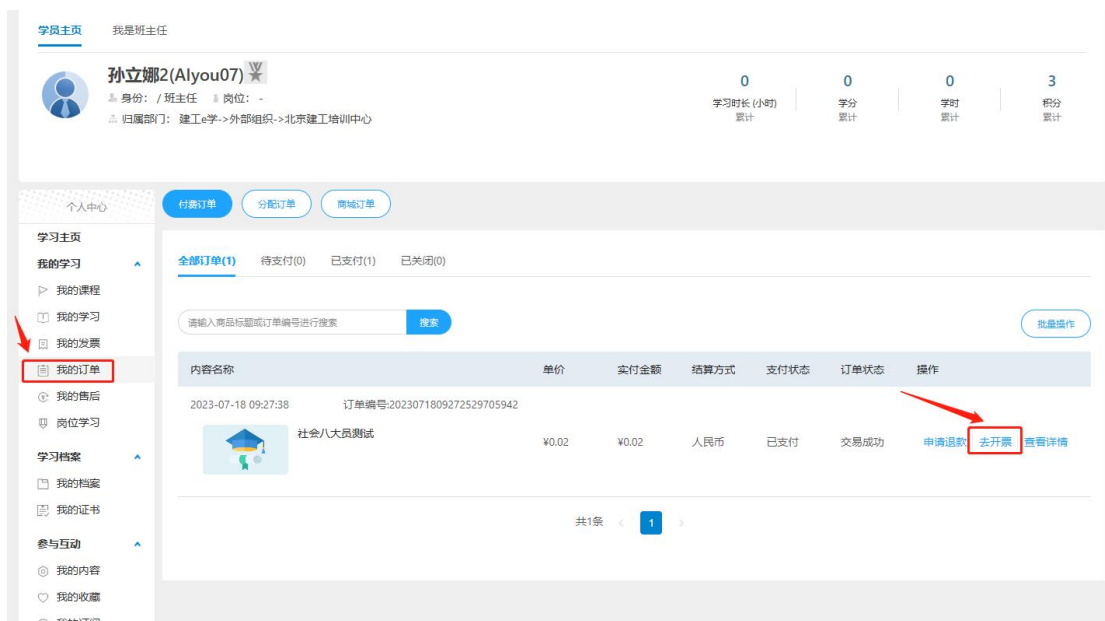 学员主页 我是班主任
孙立娜2(Alyou07)
身份： / 班主任 岗位： -
归属部门： 建工e学->外部组织->北京建工培训中心
0 0 0 3
学习时长 (小时) 学分 学时 积分
累计 累计 累计 累计
个人中心
学习主页
我的学习
我的课程
我的学习
我的发票
我的订单
我的售后
岗位学习
学习档案
我的档案
我的证书
参与互动
我的内容
我的收藏
付费订单 分配订单 商城订单
全部订单(1) 待支付(0) 已支付(1) 已关闭(0)
请输入商品标题或订单编号进行搜索 搜索 批量操作
内容名称 单价 实付金额 结算方式 支付状态 订单状态 操作
2023-07-18 09:27:38 订单编号:2023071809272529705942
社会八大员测试
¥0.02 ¥0.02 人民币 已支付 交易成功 申请退款 去开票 查看详情
共1条 < 1 >